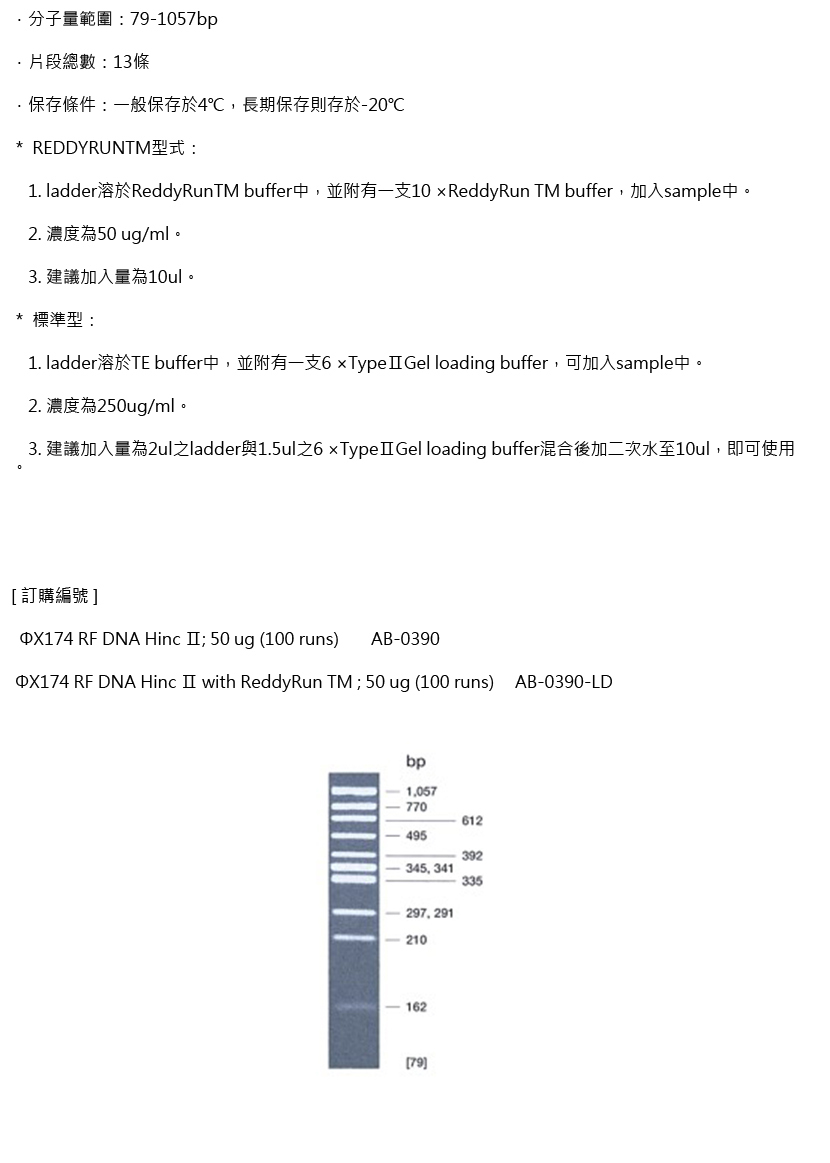 · 分子量範圍：79-1057bp
· 片段總數：13條
· 保存條件：一般保存於4℃，長期保存則存於-20℃
* REDDYRUNTM型式：
1. ladder溶於ReddyRunTM buffer中，並附有一支10 ×ReddyRun TM buffer，加入sample中。
2. 濃度為50 ug/ml。
3. 建議加入量為10ul。
* 標準型：
1. ladder溶於TE buffer中，並附有一支6 ×TypeⅡGel loading buffer，可加入sample中。
2. 濃度為250ug/ml。
3. 建議加入量為2ul之ladder與1.5ul之6 ×TypeⅡGel loading buffer混合後加二次水至10ul，即可使用
。
[ 訂購編號 ]
ΦX174 RF DNA Hinc Ⅱ; 50 ug (100 runs) AB-0390
ΦX174 RF DNA Hinc Ⅱ with ReddyRun TM ; 50 ug (100 runs) AB-0390-LD
bp
1,057
770
612
495
392
345, 341
335
297, 291
210
162
[79]